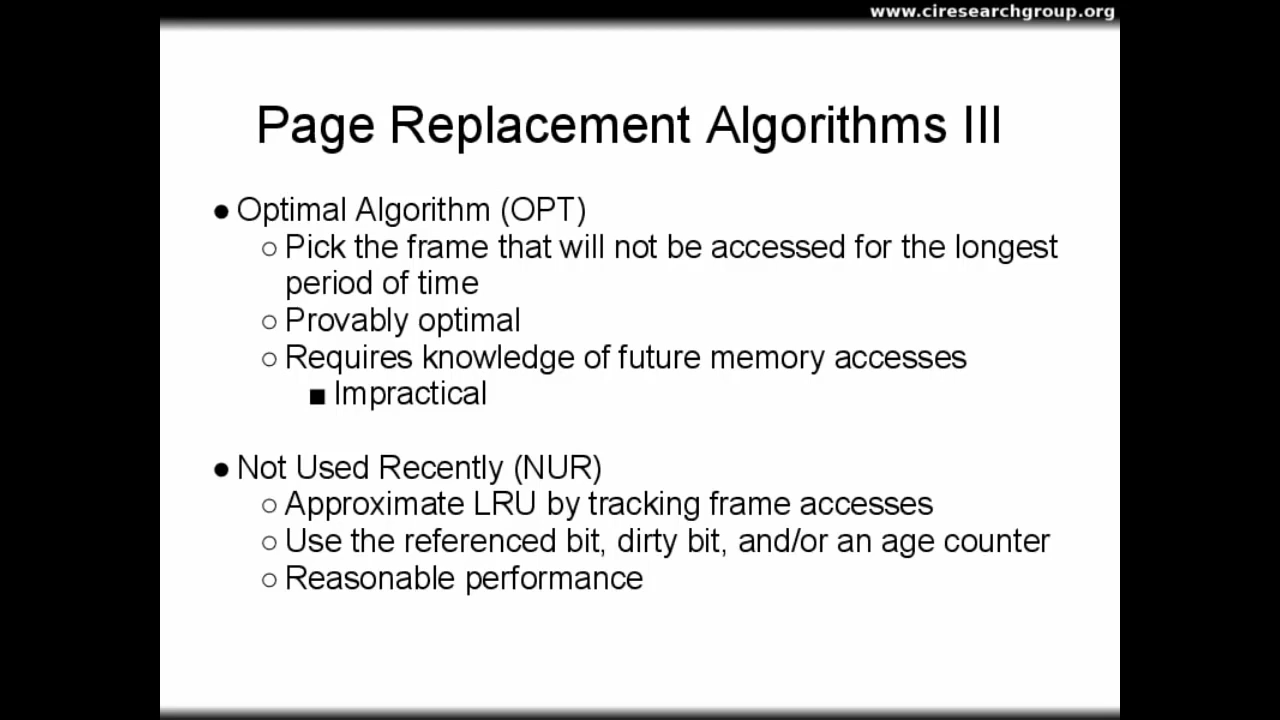 www.ciresearchgroup.org
Page Replacement Algorithms III
● Optimal Algorithm (OPT)
○ Pick the frame that will not be accessed for the longest
period of time
○ Provably optimal
○ Requires knowledge of future memory accesses
■ Impractical
● Not Used Recently (NUR)
○ Approximate LRU by tracking frame accesses
○ Use the referenced bit, dirty bit, and/or an age counter
○ Reasonable performance